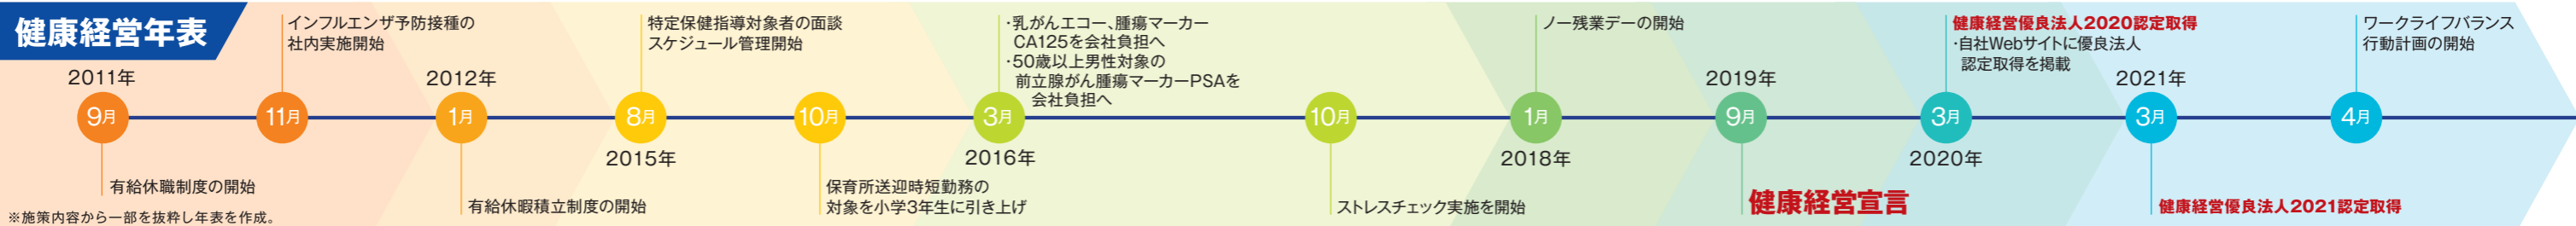 健康経営年表
2011年
9月
有給休職制度の開始
11月
インフルエンザ予防接種の
社内実施開始
2012年
1月
有給休暇積立制度の開始
8月
2015年
特定保健指導対象者の面談
スケジュール管理開始
10月
保育所送迎時短勤務の
対象を小学3年生に引き上げ
3月
2016年
・乳がんエコー、腫瘍マーカー
CA125を会社負担へ
・50歳以上男性対象の
前立腺がん腫瘍マーカーPSAを
会社負担へ
10月
ストレスチェック実施を開始
1月
2018年
ノー残業デーの開始
2019年
9月
健康経営宣言
3月
2020年
健康経営優良法人2020認定取得
・自社Webサイトに優良法人
認定取得を掲載
2021年
3月
健康経営優良法人2021認定取得
4月
ワークライフバランス
行動計画の開始
※施策内容から一部を抜粋し年表を作成。